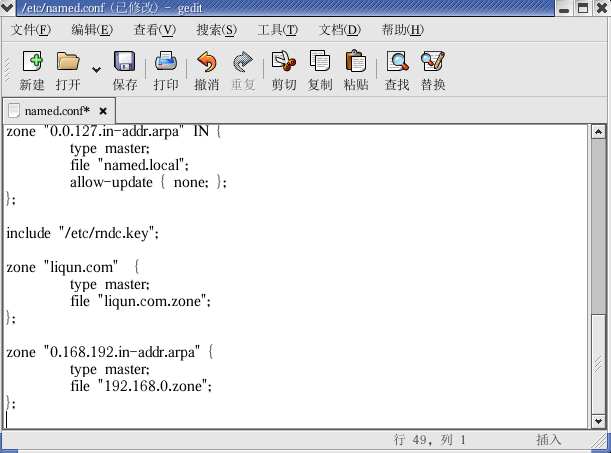 /etc/named.conf (已修改) - gedit
文件(F) 编辑(E) 查看(V) 搜索(S) 工具(T) 文档(D) 帮助(H)
新建 打开 保存 打印 撤消 重复 剪切 复制 粘贴 查找 替换
named.conf*
zone "0.0.127.in-addr.arpa" IN {
type master;
file "named.local";
allow-update { none; };
};
include "/etc/rndc.key";
zone "liqun.com" {
type master;
file "liqun.com.zone";
};
zone "0.168.192.in-addr.arpa" {
type master;
file "192.168.0.zone";
};
行 49, 列 1 插入